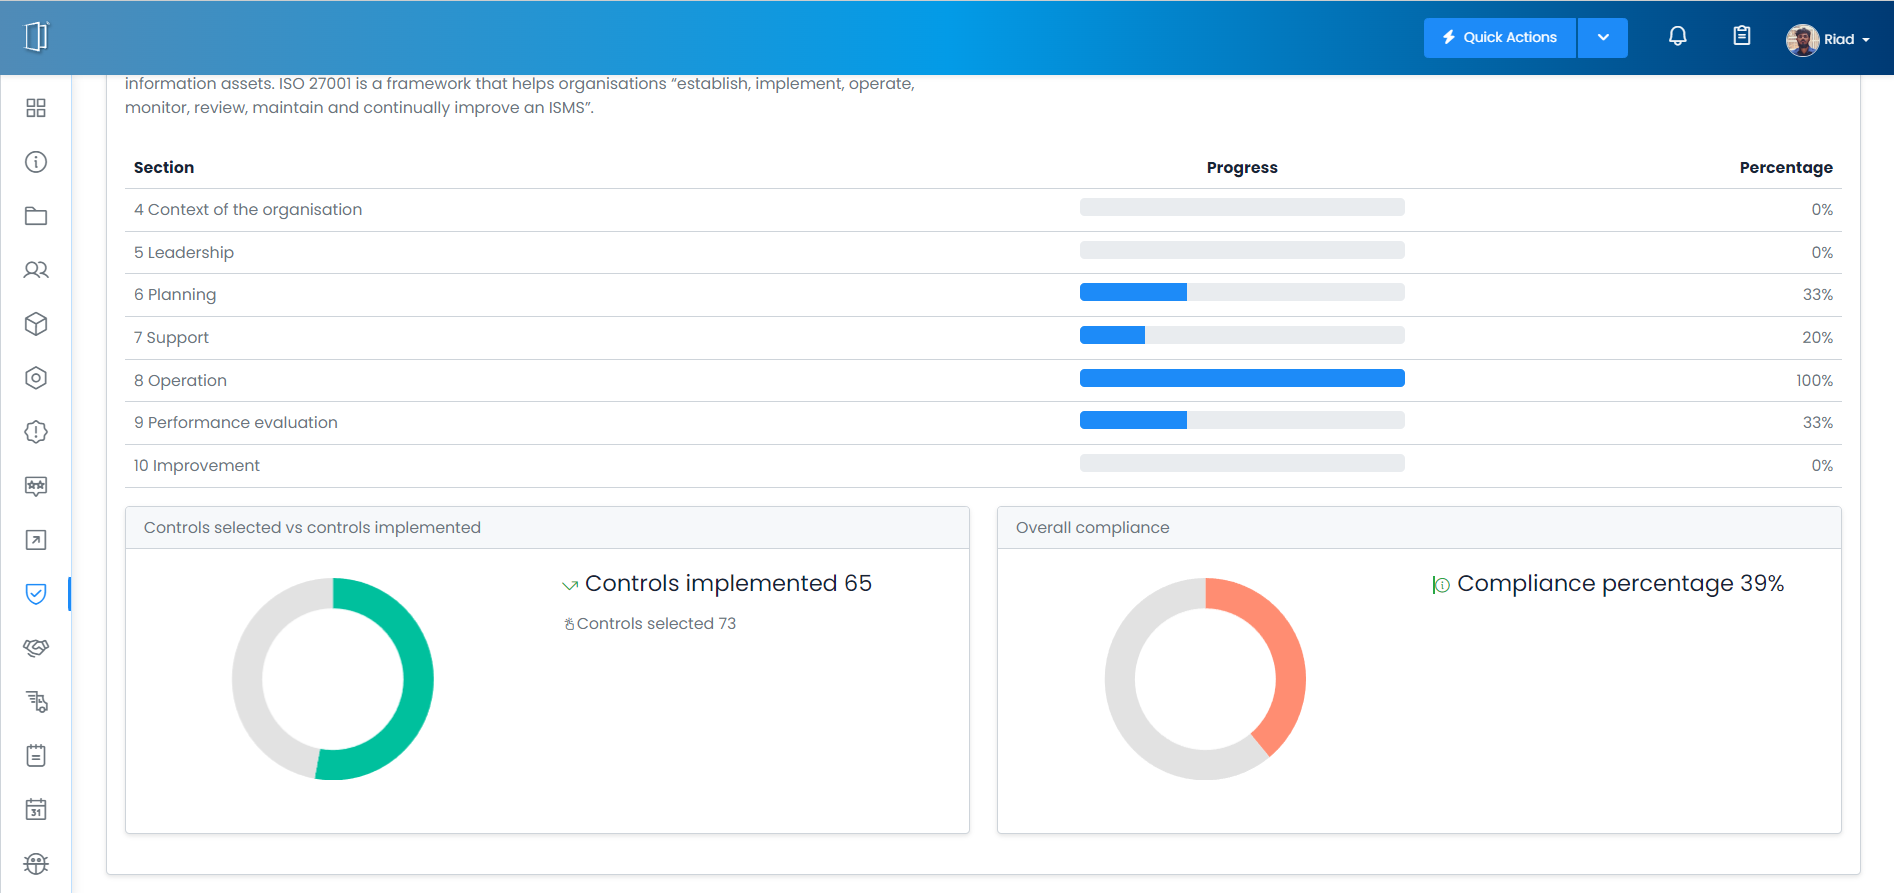 Quick Actions
Riad
information assets. ISO 27001 is a framework that helps organisations “establish, implement, operate,
monitor, review, maintain and continually improve an ISMS”.
Section Progress Percentage
4 Context of the organisation 0%
5 Leadership 0%
6 Planning 33%
7 Support 20%
8 Operation 100%
9 Performance evaluation 33%
10 Improvement 0%
Controls selected vs controls implemented
Controls implemented 65
Controls selected 73
Overall compliance
Compliance percentage 39%
31